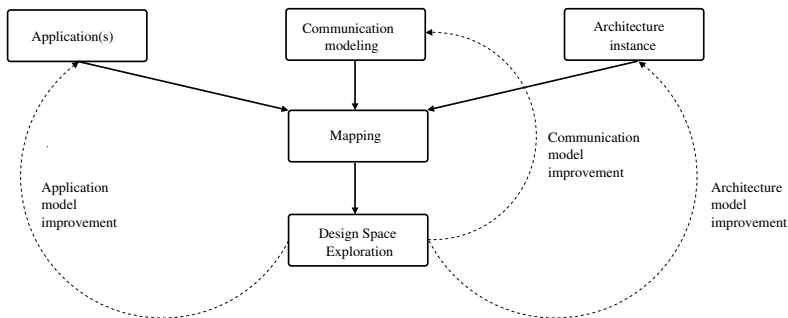 Application(s)
Communication
modeling
Architecture
instance
Mapping
Communication
model
improvement
Application
model
improvement
Architecture
model
improvement
Design Space
Exploration